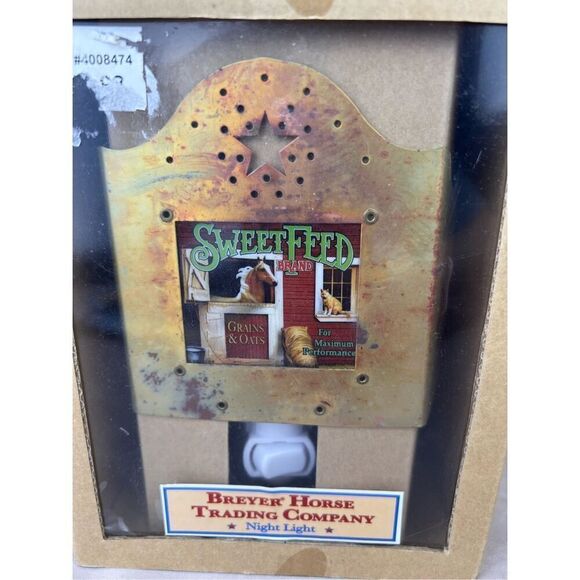 #4008474
SWEETFEED
BRAND
GRAINS
& OATS
For
Maximum
Performance
BREYER® HORSE
TRADING COMPANY
★ Night Light ★